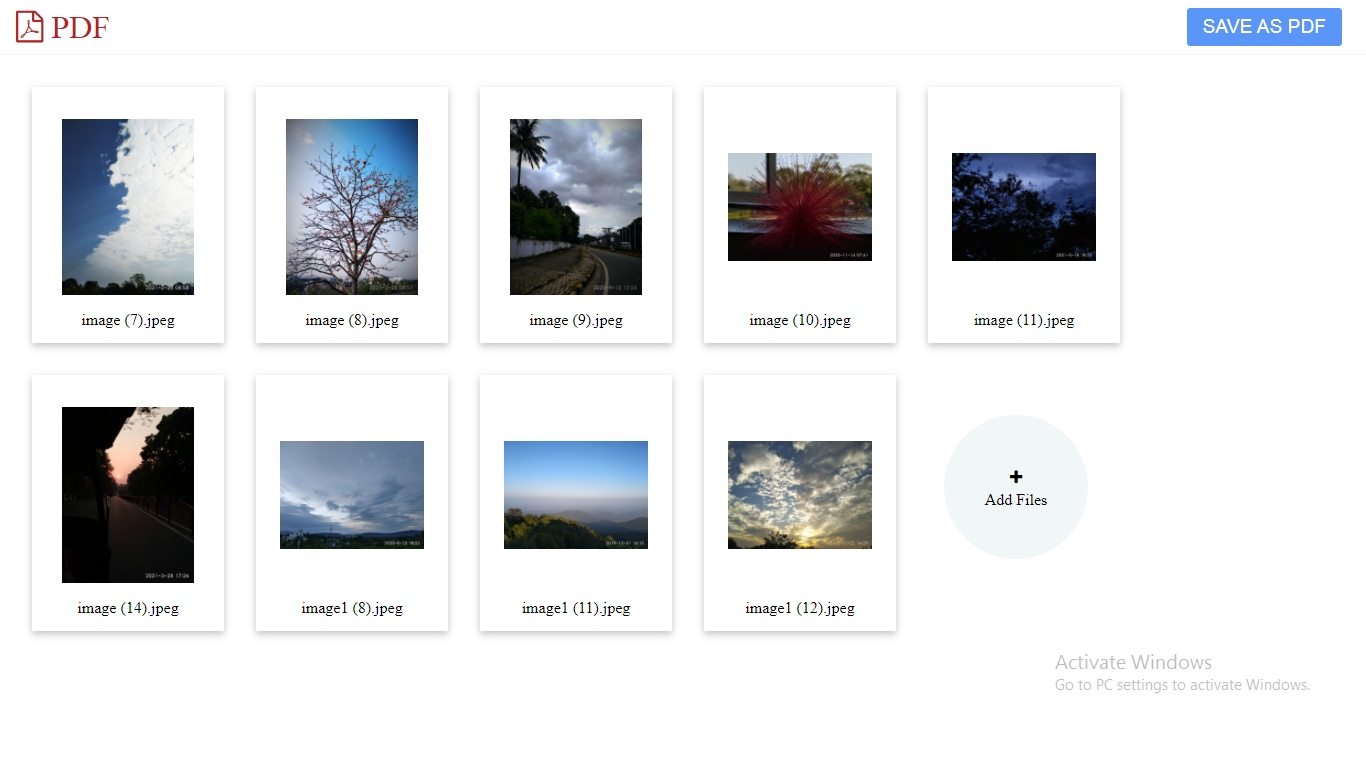 PDF
SAVE AS PDF
image (7).jpeg
image (8).jpeg
image (9).jpeg
image (10).jpeg
image (11).jpeg
image (14).jpeg
image1 (8).jpeg
image1 (11).jpeg
image1 (12).jpeg
Add Files
Activate Windows
Go to PC settings to activate Windows.